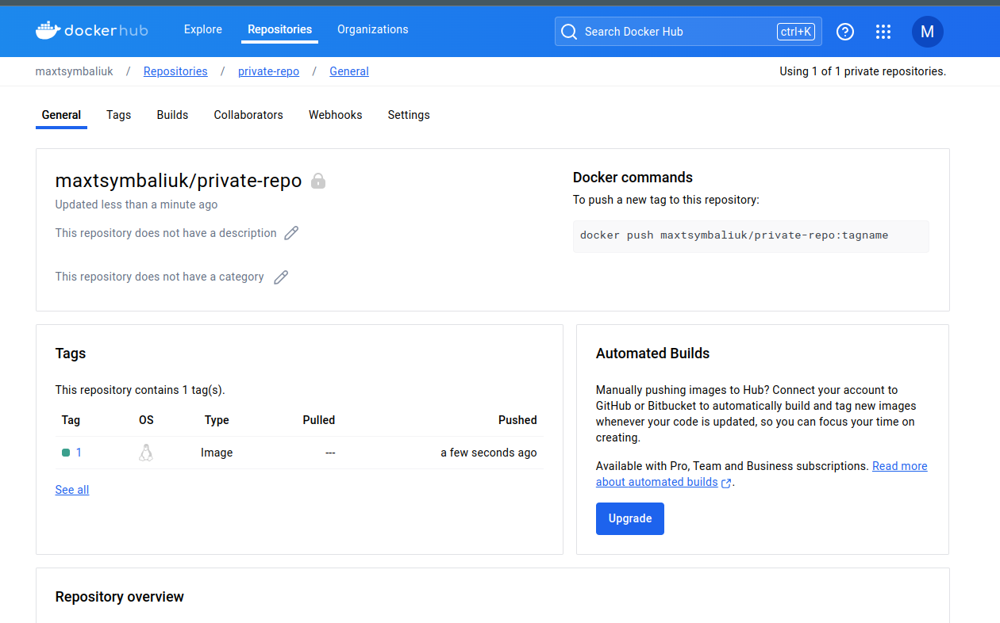 dockerhub Explore Repositories Organizations Search Docker Hub ctrl+K M
maxtsymbaliuk / Repositories / private-repo / General Using 1 of 1 private repositories.
General Tags Builds Collaborators Webhooks Settings
maxtsymbaliuk/private-repo
Updated less than a minute ago
This repository does not have a description
This repository does not have a category
Docker commands
To push a new tag to this repository:
docker push maxtsymbaliuk/private-repo:tagname
Tags
This repository contains 1 tag(s).
Tag OS Type Pulled Pushed
1 Image --- a few seconds ago
See all
Automated Builds
Manually pushing images to Hub? Connect your account to
GitHub or Bitbucket to automatically build and tag new images
whenever your code is updated, so you can focus your time on
creating.
Available with Pro, Team and Business subscriptions. Read more
about automated builds .
Upgrade
Repository overview